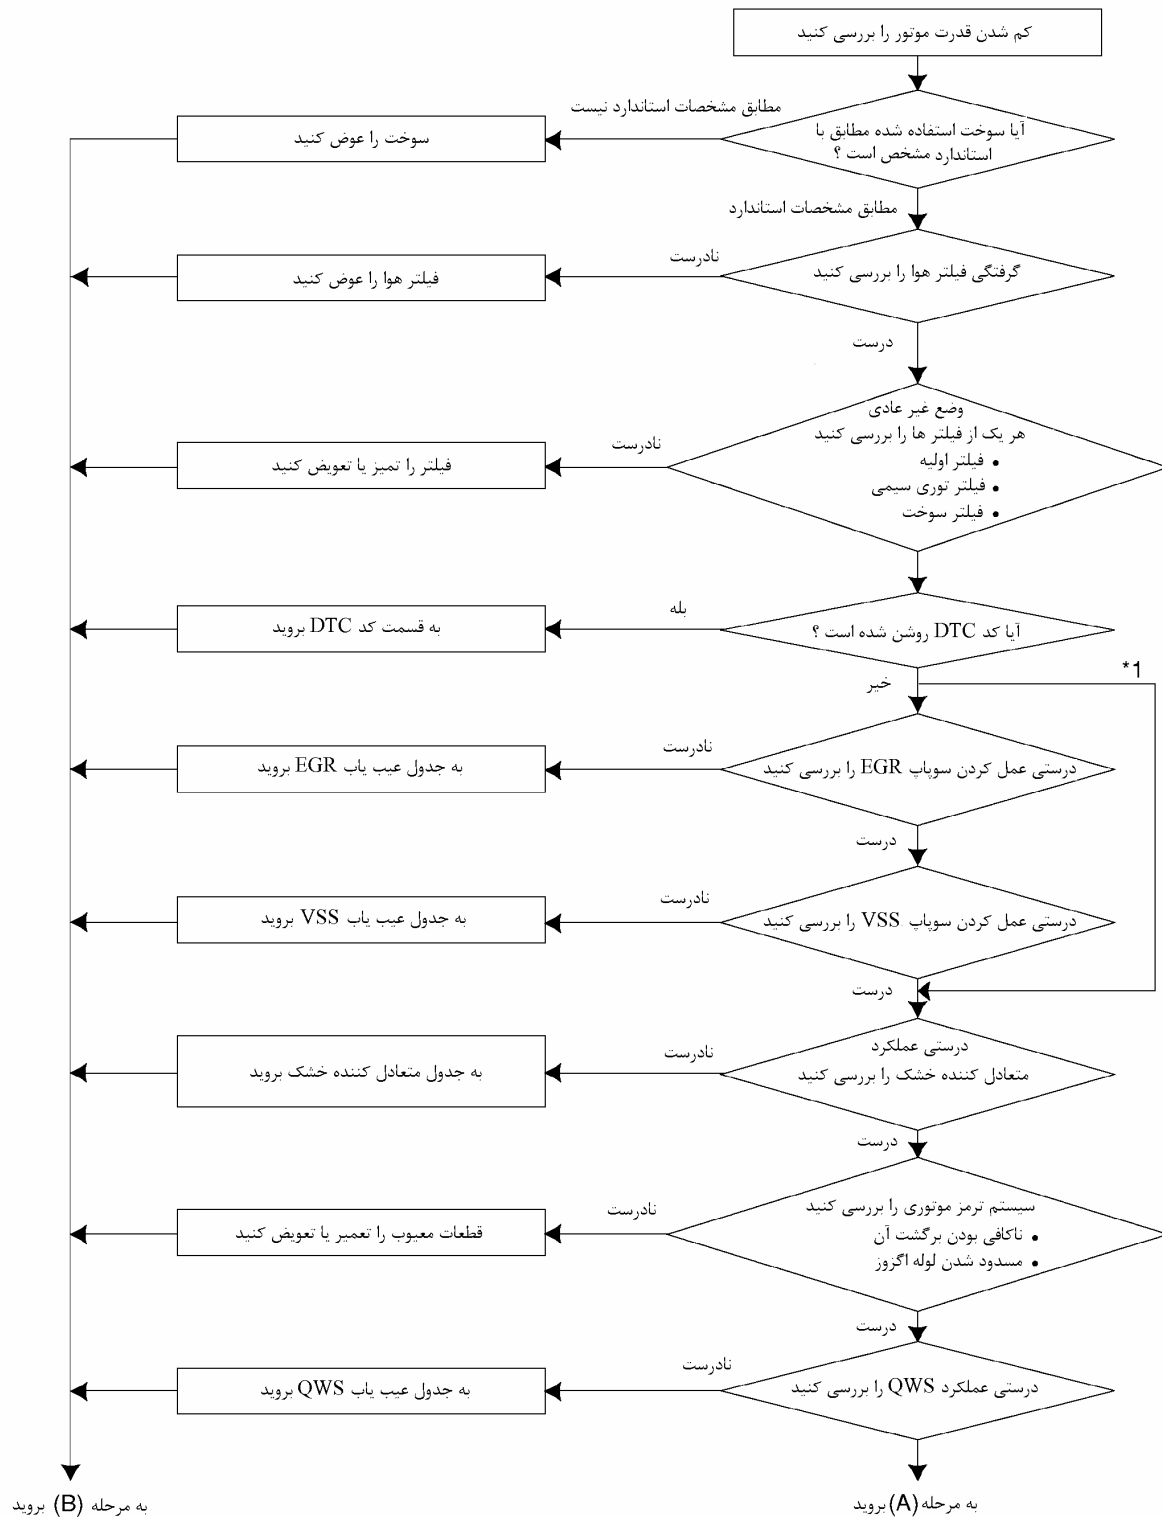 کم شدن قدرت موتور را بررسی کنید
مطابق مشخصات استاندارد نیست
آیا سوخت استفاده شده مطابق با
استاندارد مشخص است ؟
سوخت را عوض کنید
مطابق مشخصات استاندارد
گرفتگی فیلتر هوا را بررسی کنید
نادرست
فیلتر هوا را عوض کنید
درست
وضع غیر عادی
هر یک از فیلتر ها را بررسی کنید
• فیلتر اولیه
• فیلتر توری سیمی
• فیلتر سوخت
نادرست
فیلتر را تمیز یا تعویض کنید
آیا کد DTC روشن شده است ؟
بله
به قسمت کد DTC بروید
خیر
*1
درستی عمل کردن سوپاپ EGR را بررسی کنید
نادرست
به جدول عیب یاب EGR بروید
درست
درستی عمل کردن سوپاپ VSS را بررسی کنید
نادرست
به جدول عیب یاب VSS بروید
درست
درستی عملکرد
متعادل کننده خشک را بررسی کنید
نادرست
به جدول متعادل کننده خشک بروید
درست
سیستم ترمز موتوری را بررسی کنید
• ناکافی بودن برگشت آن
• مسدود شدن لوله اگزوز
نادرست
قطعات معیوب را تعمیر یا تعویض کنید
درست
درستی عملکرد QWS را بررسی کنید
نادرست
به جدول عیب یاب QWS بروید
به مرحله (A) بروید
به مرحله (B) بروید